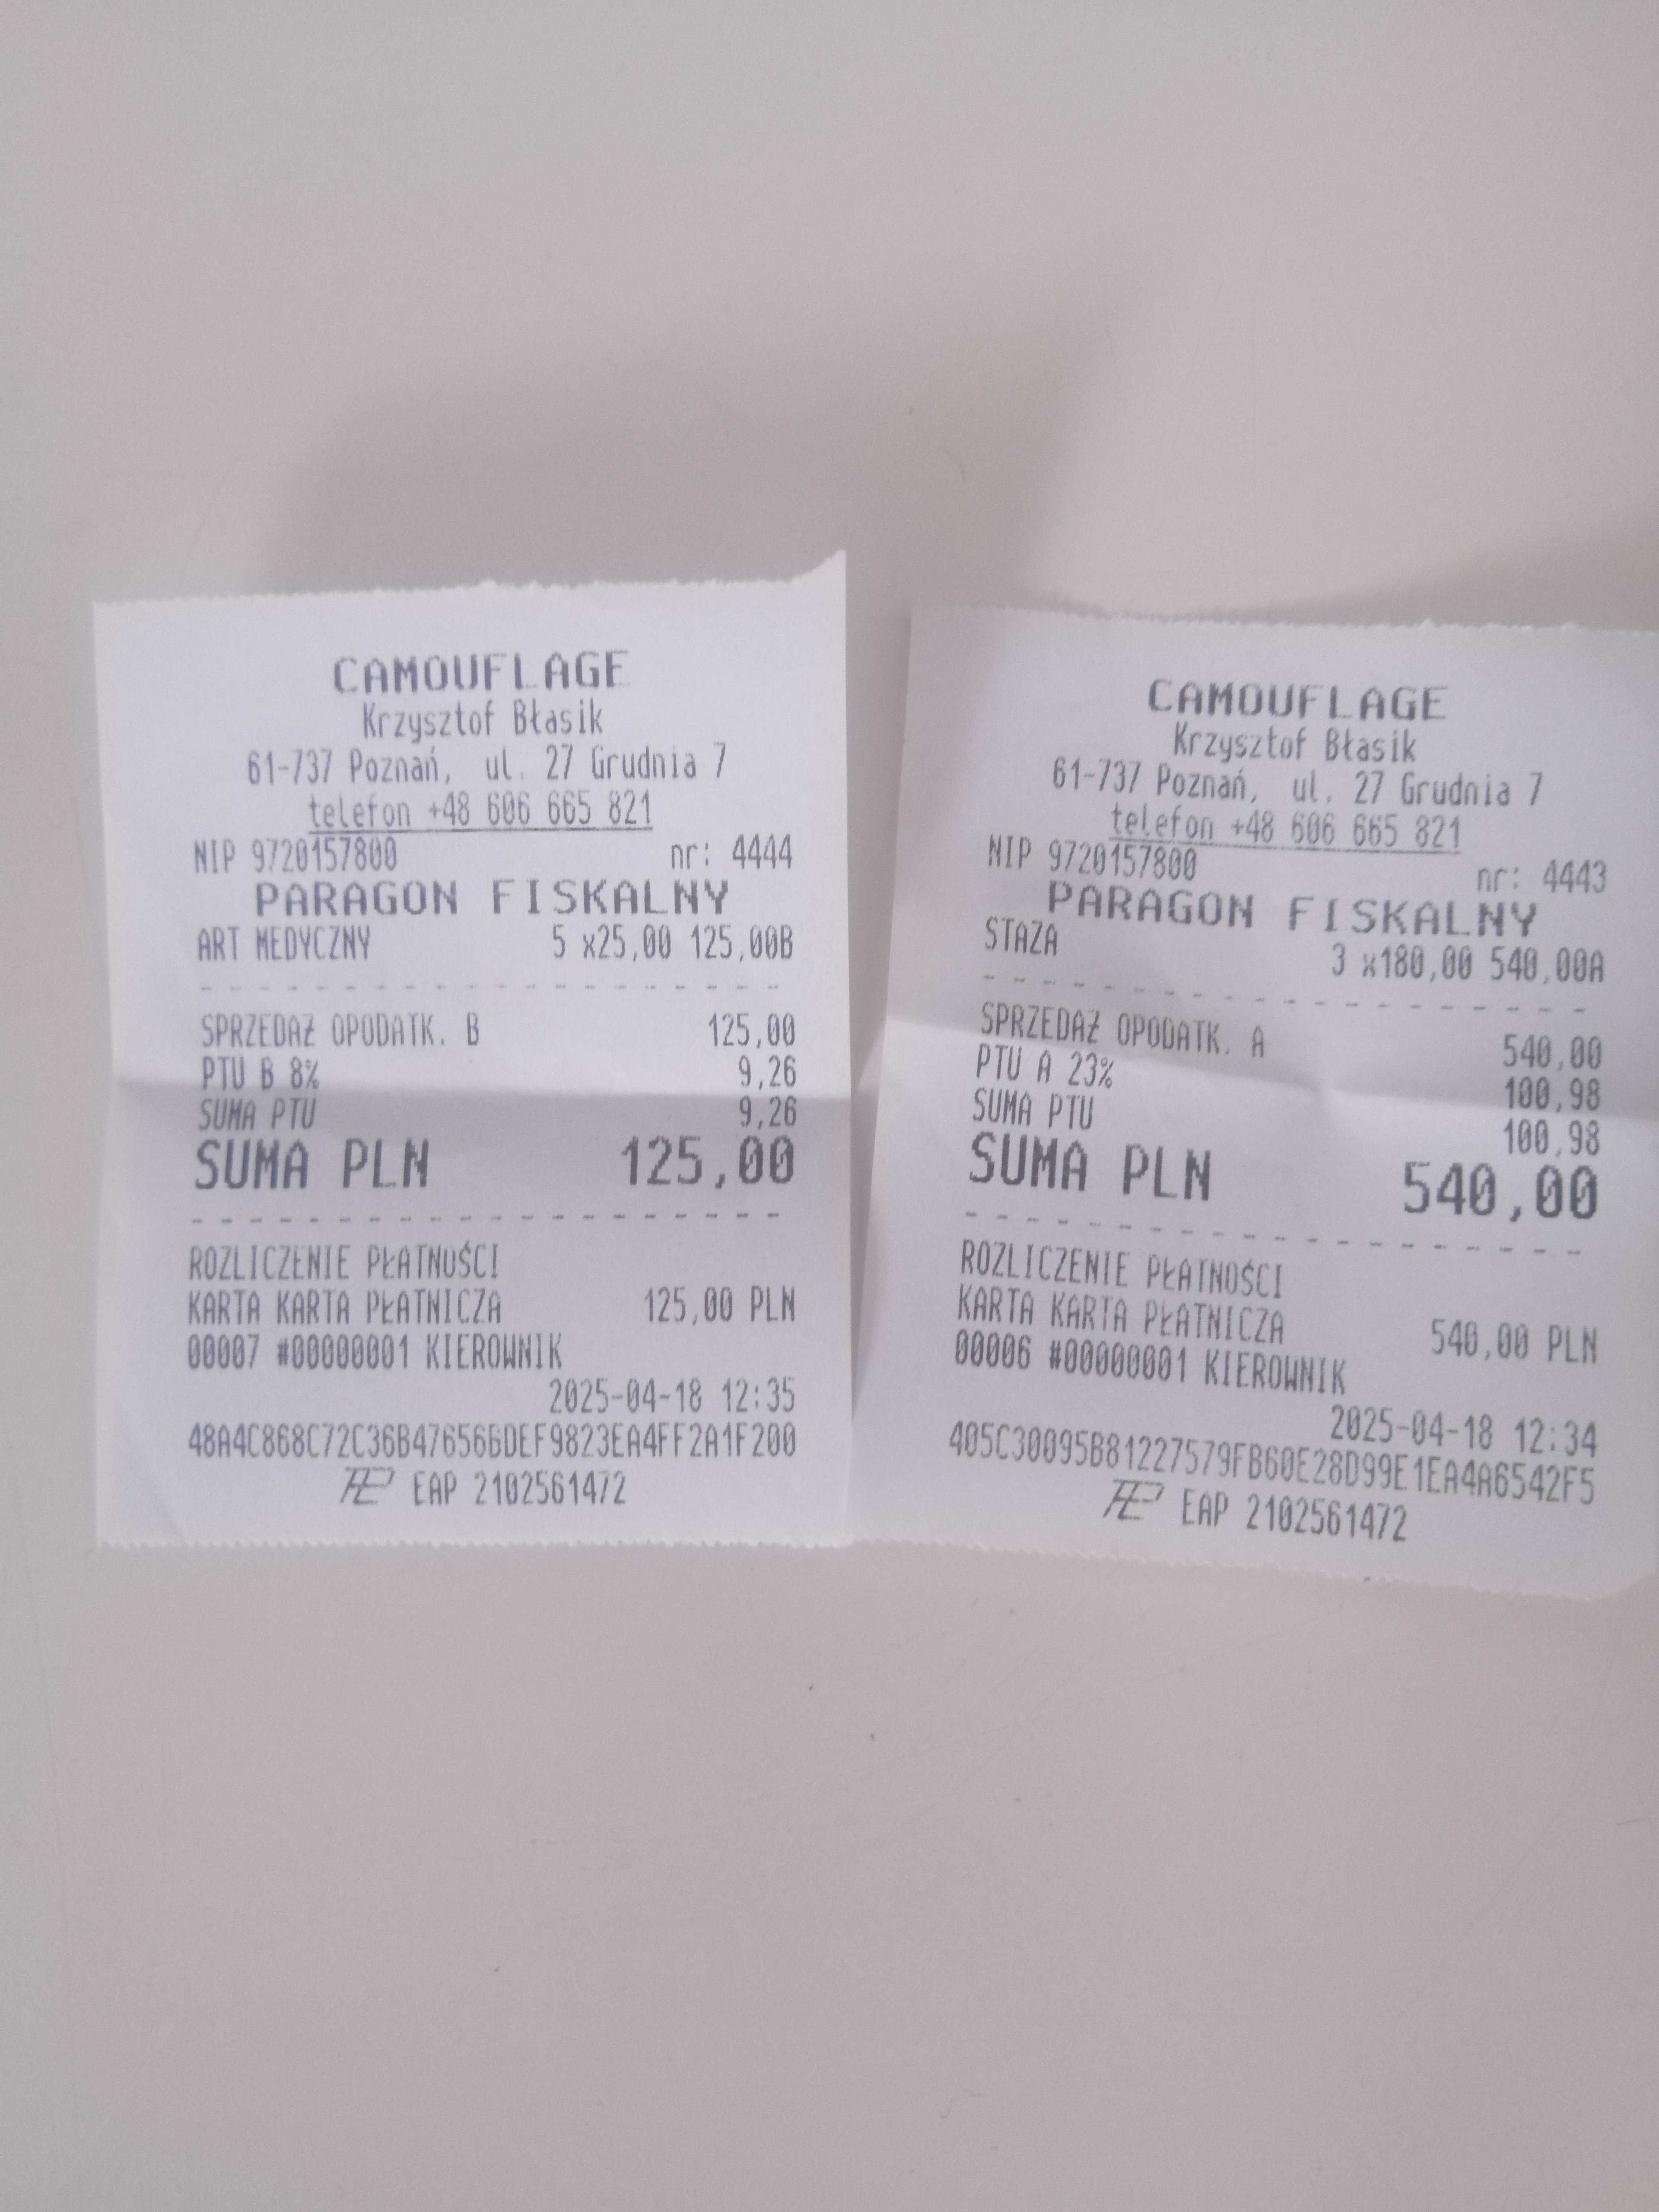 CAMOUFLAGE
Krzysztof Błasik
61-737 Poznań, ul. 27 Grudnia 7
telefon +48 606 665 821
NIP 9720157800 nr: 4444
PARAGON FISKALNY
ART MEDYCZNY 5 x25,00 125,00B
SPRZEDAŻ OPODATK. B 125,00
PTU B 8% 9,26
SUMA PTU 9,26
SUMA PLN 125,00
ROZLICZENIE PŁATNOŚCI
KARTA KARTA PŁATNICZA 125,00 PLN
00007 #00000001 KIEROWNIK
2025-04-18 12:35
48A4C868C72C36B476566DEF9823EA4FF2A1F200
EAP 2102561472
CAMOUFLAGE
Krzysztof Błasik
61-737 Poznań, ul. 27 Grudnia 7
telefon +48 606 665 821
NIP 9720157800 nr: 4443
PARAGON FISKALNY
STAZA 3 x180,00 540,00A
SPRZEDAŻ OPODATK. A 540,00
PTU A 23% 100,98
SUMA PTU 100,98
SUMA PLN 540,00
ROZLICZENIE PŁATNOŚCI
KARTA KARTA PŁATNICZA 540,00 PLN
00006 #00000001 KIEROWNIK
2025-04-18 12:34
405C30095B81227579FB60E28D99E1EA4A6542F5
EAP 2102561472